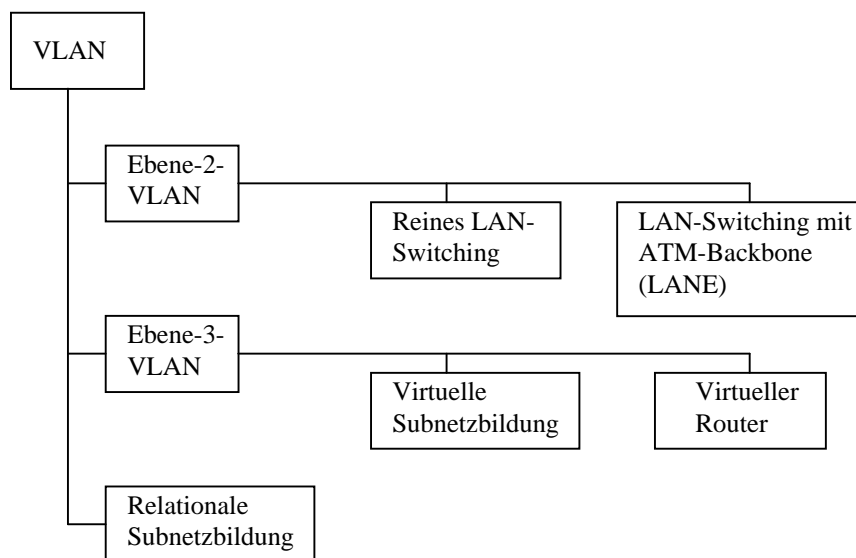 VLAN
Ebene-2-
VLAN
Reines LAN-
Switching
LAN-Switching mit
ATM-Backbone
(LANE)
Ebene-3-
VLAN
Virtuelle
Subnetzbildung
Virtueller
Router
Relationale
Subnetzbildung